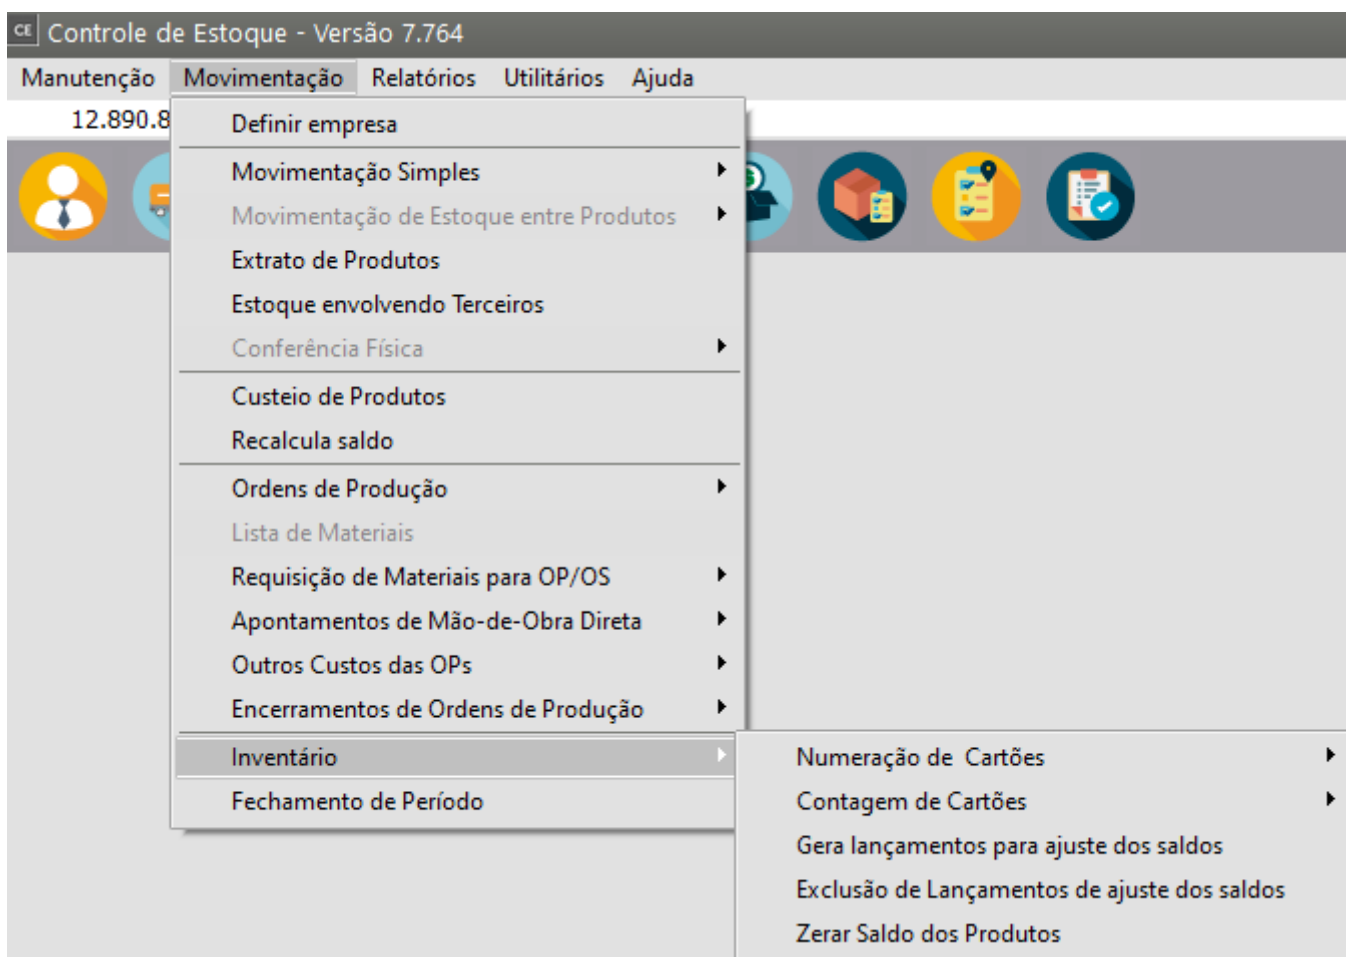 CE Controle de Estoque - Versão 7.764
Manutenção Movimentação Relatórios Utilitários Ajuda
12.890.8
Definir empresa
Movimentação Simples
Movimentação de Estoque entre Produtos
Extrato de Produtos
Estoque envolvendo Terceiros
Conferência Física
Custeio de Produtos
Recalcula saldo
Ordens de Produção
Lista de Materiais
Requisição de Materiais para OP/OS
Apontamentos de Mão-de-Obra Direta
Outros Custos das OPs
Encerramentos de Ordens de Produção
Inventário
Fechamento de Período
Numeração de  Cartões
Contagem de Cartões
Gera lançamentos para ajuste dos saldos
Exclusão de Lançamentos de ajuste dos saldos
Zerar Saldo dos Produtos